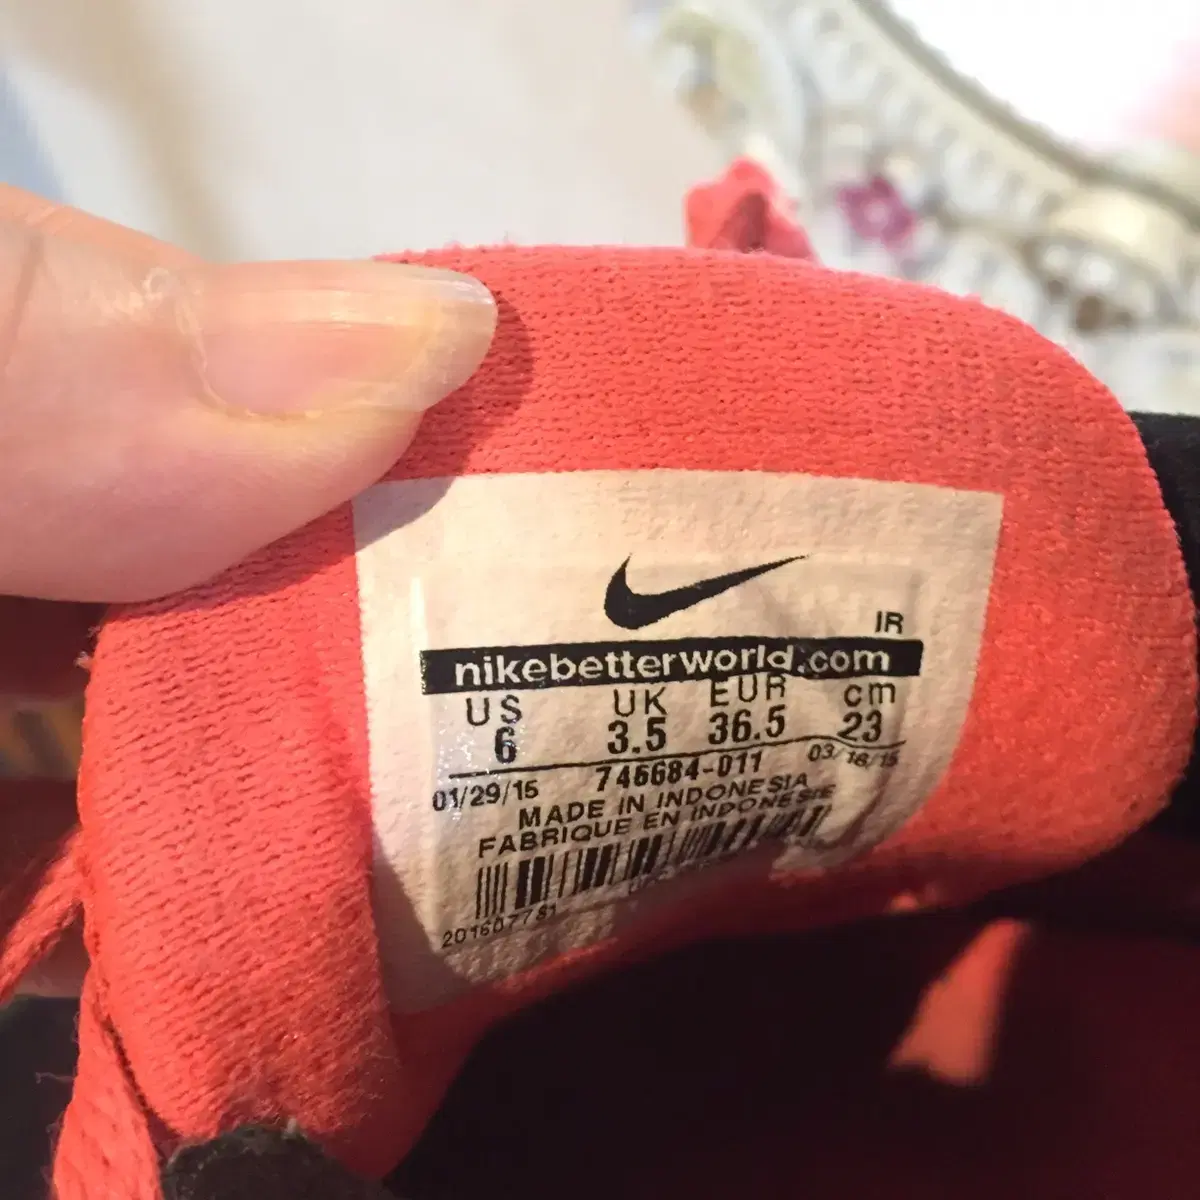 IR
nikebetterworld.com
US UK EUR cm
6 3.5 36.5 23
01/29/15 746684-011 03/18/15
MADE IN INDONESIA
FABRIQUE EN INDONESIE
201607781